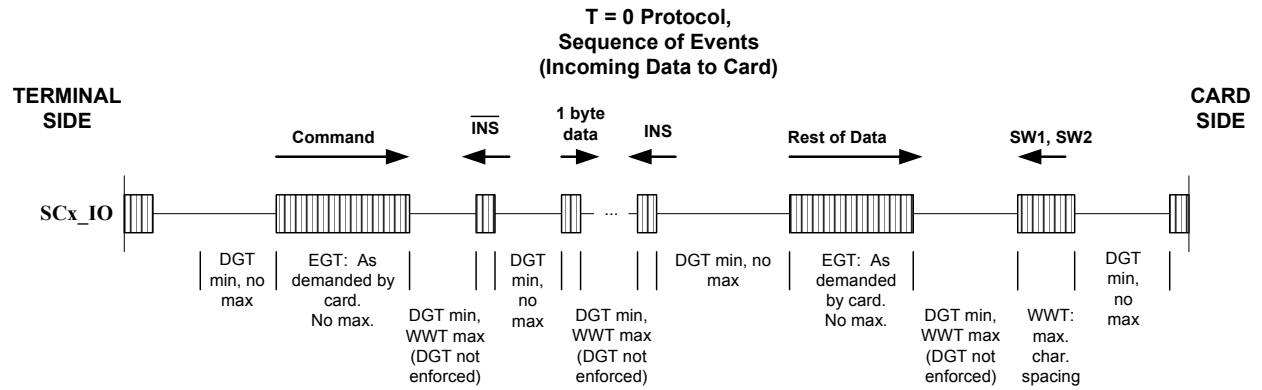 T = 0 Protocol,
Sequence of Events
(Incoming Data to Card)
TERMINAL
SIDE
CARD
SIDE
Command
INS
1 byte
data
INS
Rest of Data
SW1, SW2
SCx_IO
...
DGT
min, no
max
EGT: As
demanded by
card.
No max.
DGT min,
WWT max
(DGT not
enforced)
DGT
min,
no
max
DGT min,
WWT max
(DGT not
enforced)
DGT min, no
max
EGT: As
demanded
by card.
No max.
DGT min,
WWT max
(DGT not
enforced)
WWT:
max.
char.
spacing
DGT
min,
no
max